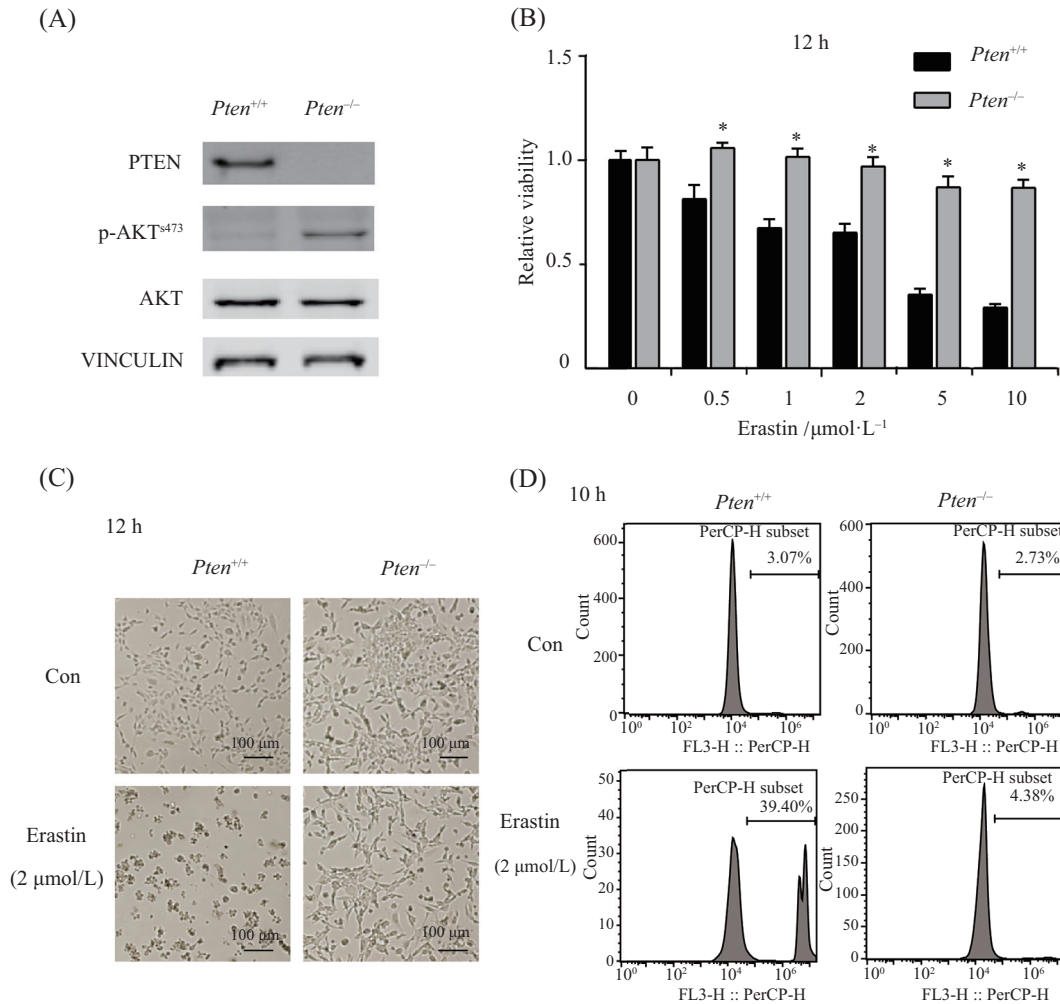 (A)
Pten+/+ Pten−/−
PTEN
p-AKTs473
AKT
VINCULIN
(B)
12 h
Pten+/+
Pten−/−
Relative viability
1.5
1.0
0.5
0
* * * * *
0 0.5 1 2 5 10
Erastin /μmol·L−1
(C)
12 h
Pten+/+ Pten−/−
Con
100 μm 100 μm
Erastin
(2 μmol/L)
100 μm 100 μm
(D)
10 h
Pten+/+ Pten−/−
Con
PerCP-H subset
3.07%
Count
600
400
200
0
10⁰ 10² 10⁴ 10⁶
FL3-H :: PerCP-H
PerCP-H subset
2.73%
Count
600
400
200
0
10⁰ 10² 10⁴ 10⁶
FL3-H :: PerCP-H
Erastin
(2 μmol/L)
PerCP-H subset
39.40%
Count
50
40
30
20
10
0
10⁰ 10² 10⁴ 10⁶
FL3-H :: PerCP-H
PerCP-H subset
4.38%
Count
250
200
150
100
50
0
10⁰ 10² 10⁴ 10⁶
FL3-H :: PerCP-H